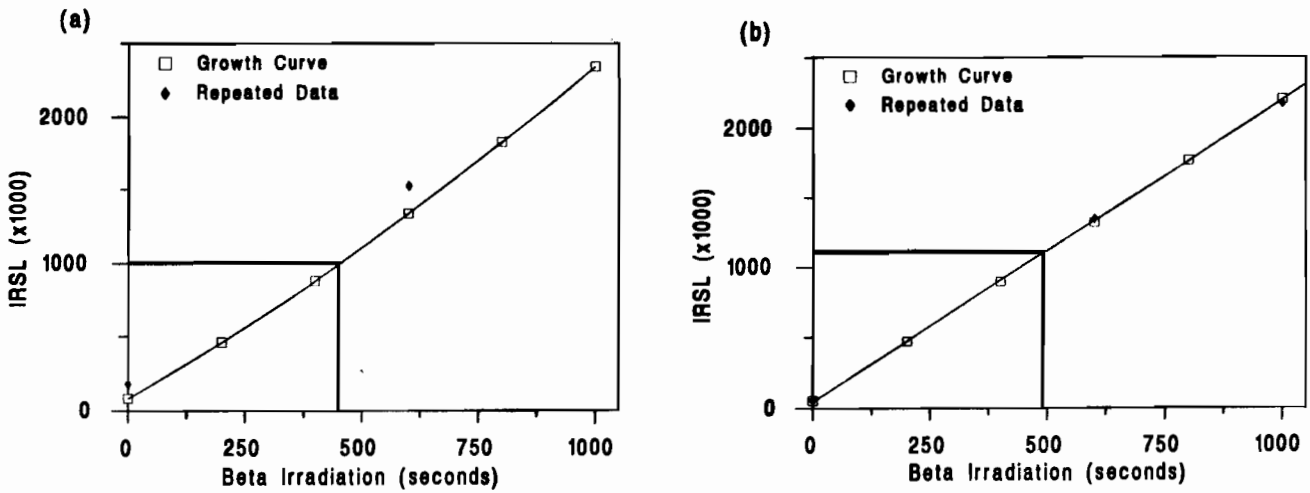 (a)
Growth Curve
Repeated Data
2000
1000
0
IRSL (x1000)
0 250 500 750 1000
Beta Irradiation (seconds)
(b)
Growth Curve
Repeated Data
2000
1000
0
IRSL (x1000)
0 250 500 750 1000
Beta Irradiation (seconds)